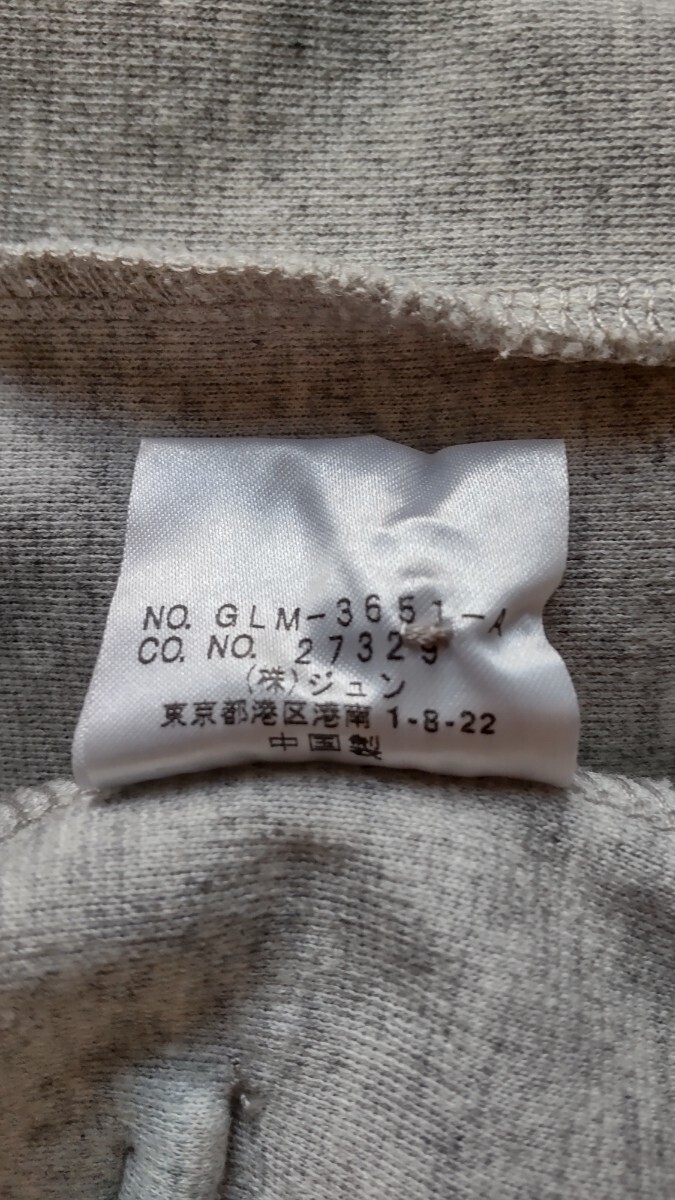 NO. GLM-3651-A
CO. NO. 27329
(株)ジュン
東京都港区港南 1-8-22
中国製